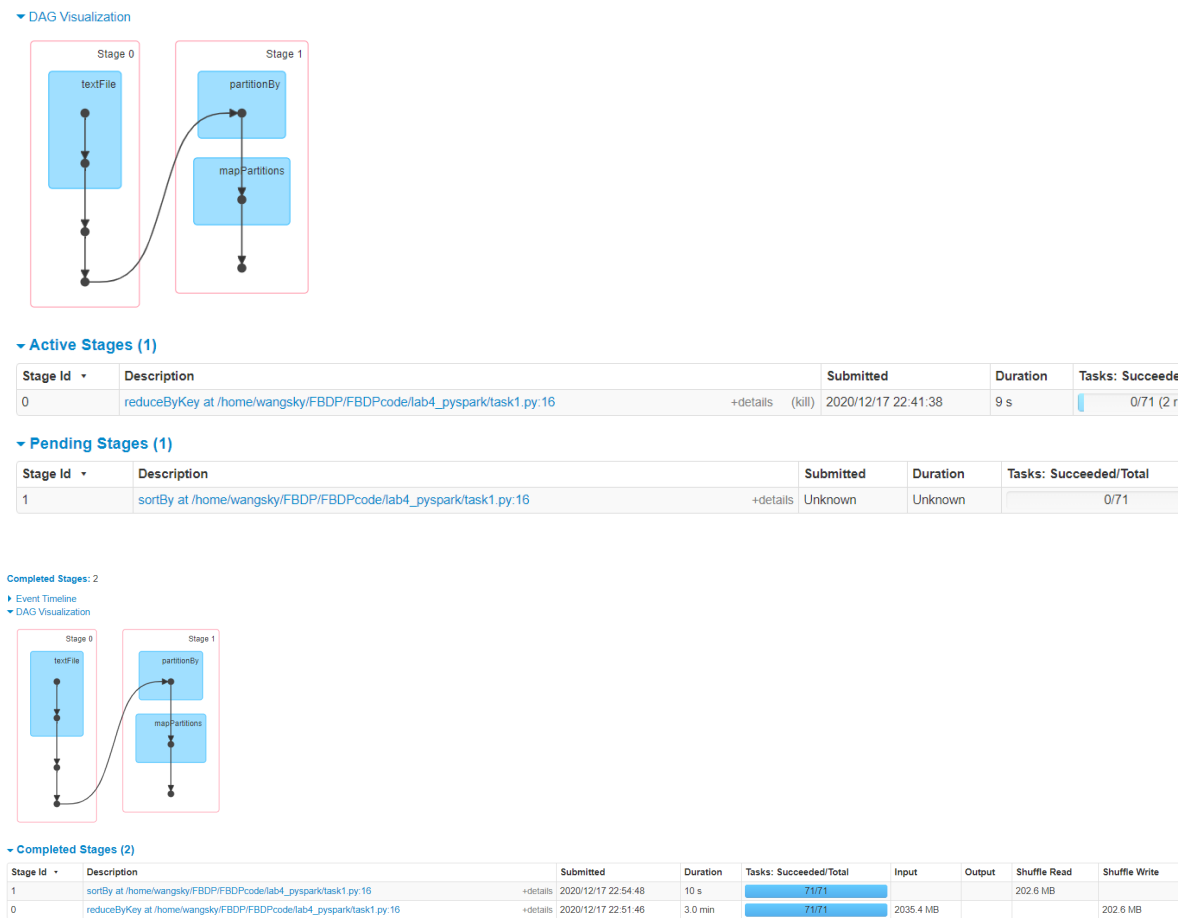 DAG Visualization
Stage 0
Stage 1
textFile
partitionBy
mapPartitions
Active Stages (1)
Stage Id Description Submitted Duration Tasks: Succeede
0 reduceByKey at /home/wangsky/FBDP/FBDPcode/lab4_pyspark/task1.py:16 +details (kill) 2020/12/17 22:41:38 9 s 0/71 (2 r
Pending Stages (1)
Stage Id Description Submitted Duration Tasks: Succeeded/Total
1 sortBy at /home/wangsky/FBDP/FBDPcode/lab4_pyspark/task1.py:16 +details Unknown Unknown 0/71
Completed Stages: 2
Event Timeline
DAG Visualization
Stage 0
Stage 1
textFile
partitionBy
mapPartitions
Completed Stages (2)
Stage Id Description Submitted Duration Tasks: Succeeded/Total Input Output Shuffle Read Shuffle Write
1 sortBy at /home/wangsky/FBDP/FBDPcode/lab4_pyspark/task1.py:16 +details 2020/12/17 22:54:48 10 s 71/71 202.6 MB
0 reduceByKey at /home/wangsky/FBDP/FBDPcode/lab4_pyspark/task1.py:16 +details 2020/12/17 22:51:46 3.0 min 71/71 2035.4 MB 202.6 MB